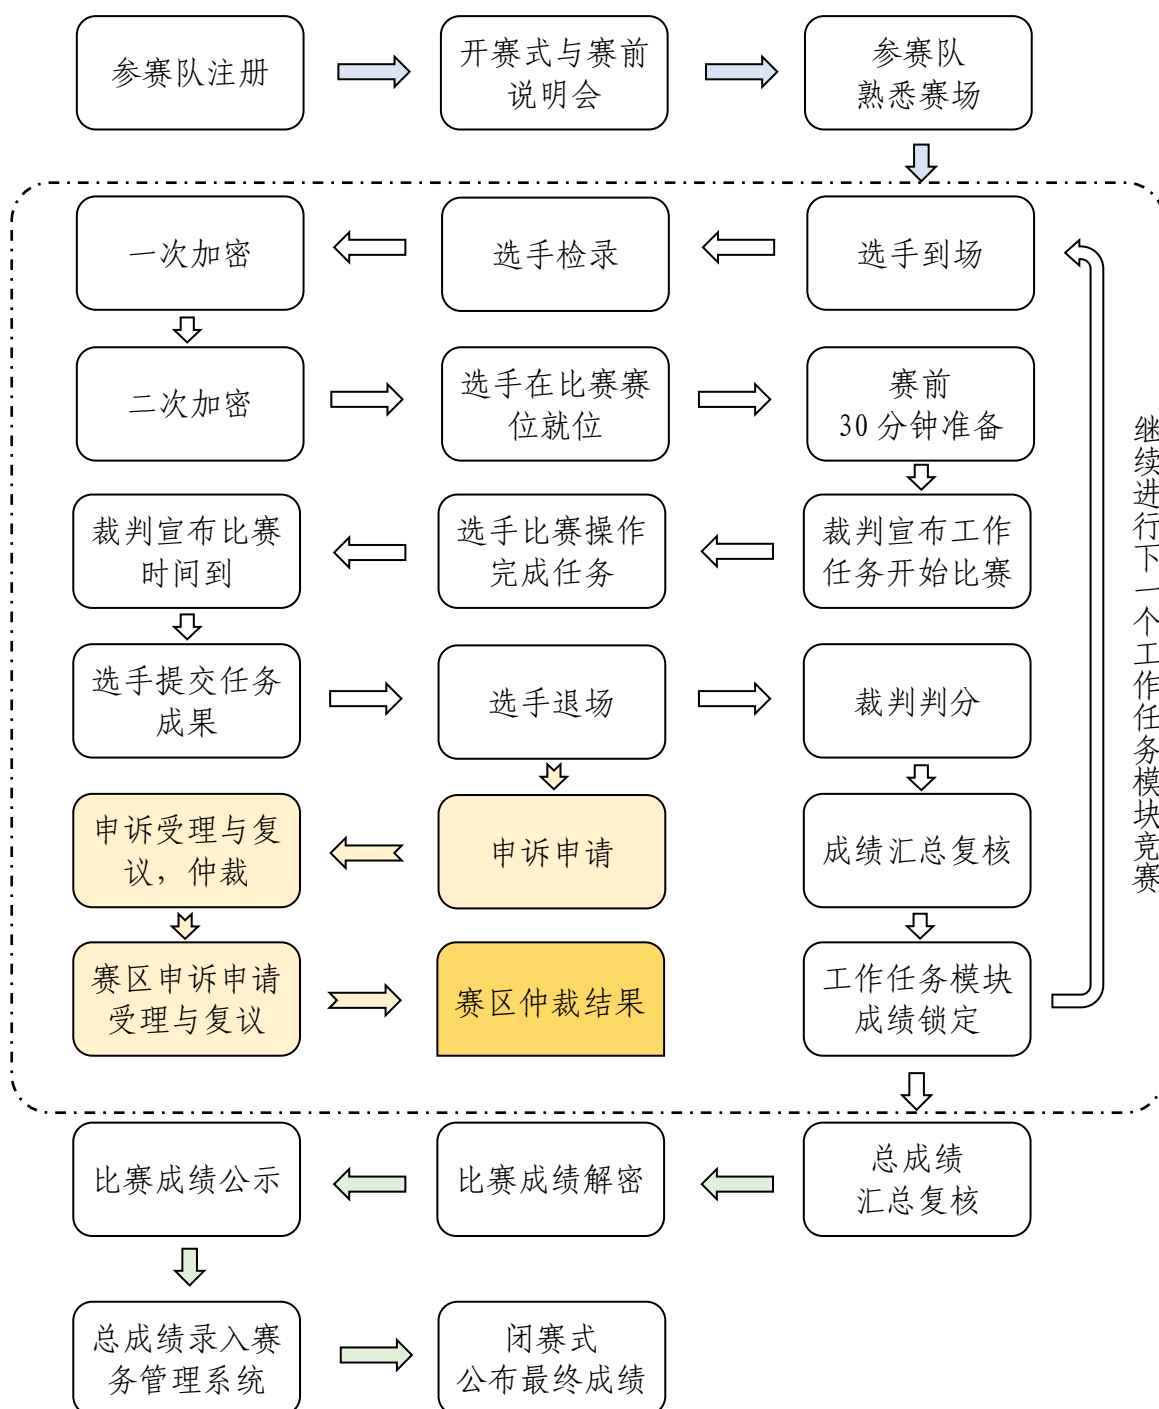 参赛队注册
开赛式与赛前
说明会
参赛队
熟悉赛场
一次加密
选手检录
选手到场
二次加密
选手在比赛赛
位就位
赛前
30分钟准备
裁判宣布比赛
时间到
选手比赛操作
完成任务
裁判宣布工作
任务开始比赛
选手提交任务
成果
选手退场
裁判判分
申诉受理与复
议，仲裁
申诉申请
成绩汇总复核
赛区申诉申请
受理与复议
赛区仲裁结果
工作任务模块
成绩锁定
继续进行下一个工作任务模块竞赛
比赛成绩公示
比赛成绩解密
总成绩
汇总复核
总成绩录入赛
务管理系统
闭赛式
公布最终成绩